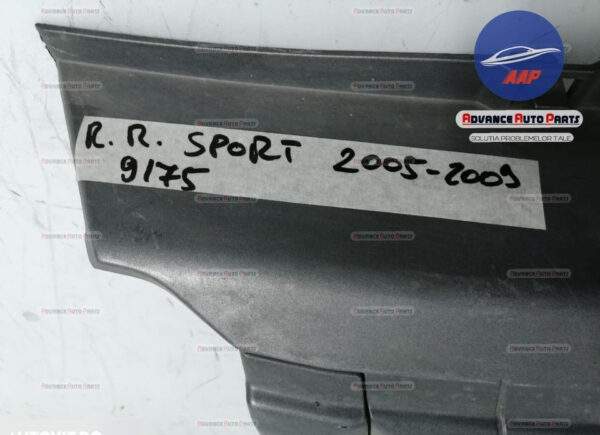 AAP
ADVANCE AUTO PARTS
SOLUTIA PROBLEMELOR TALE
R. R. SPORT 2005-2009
9175